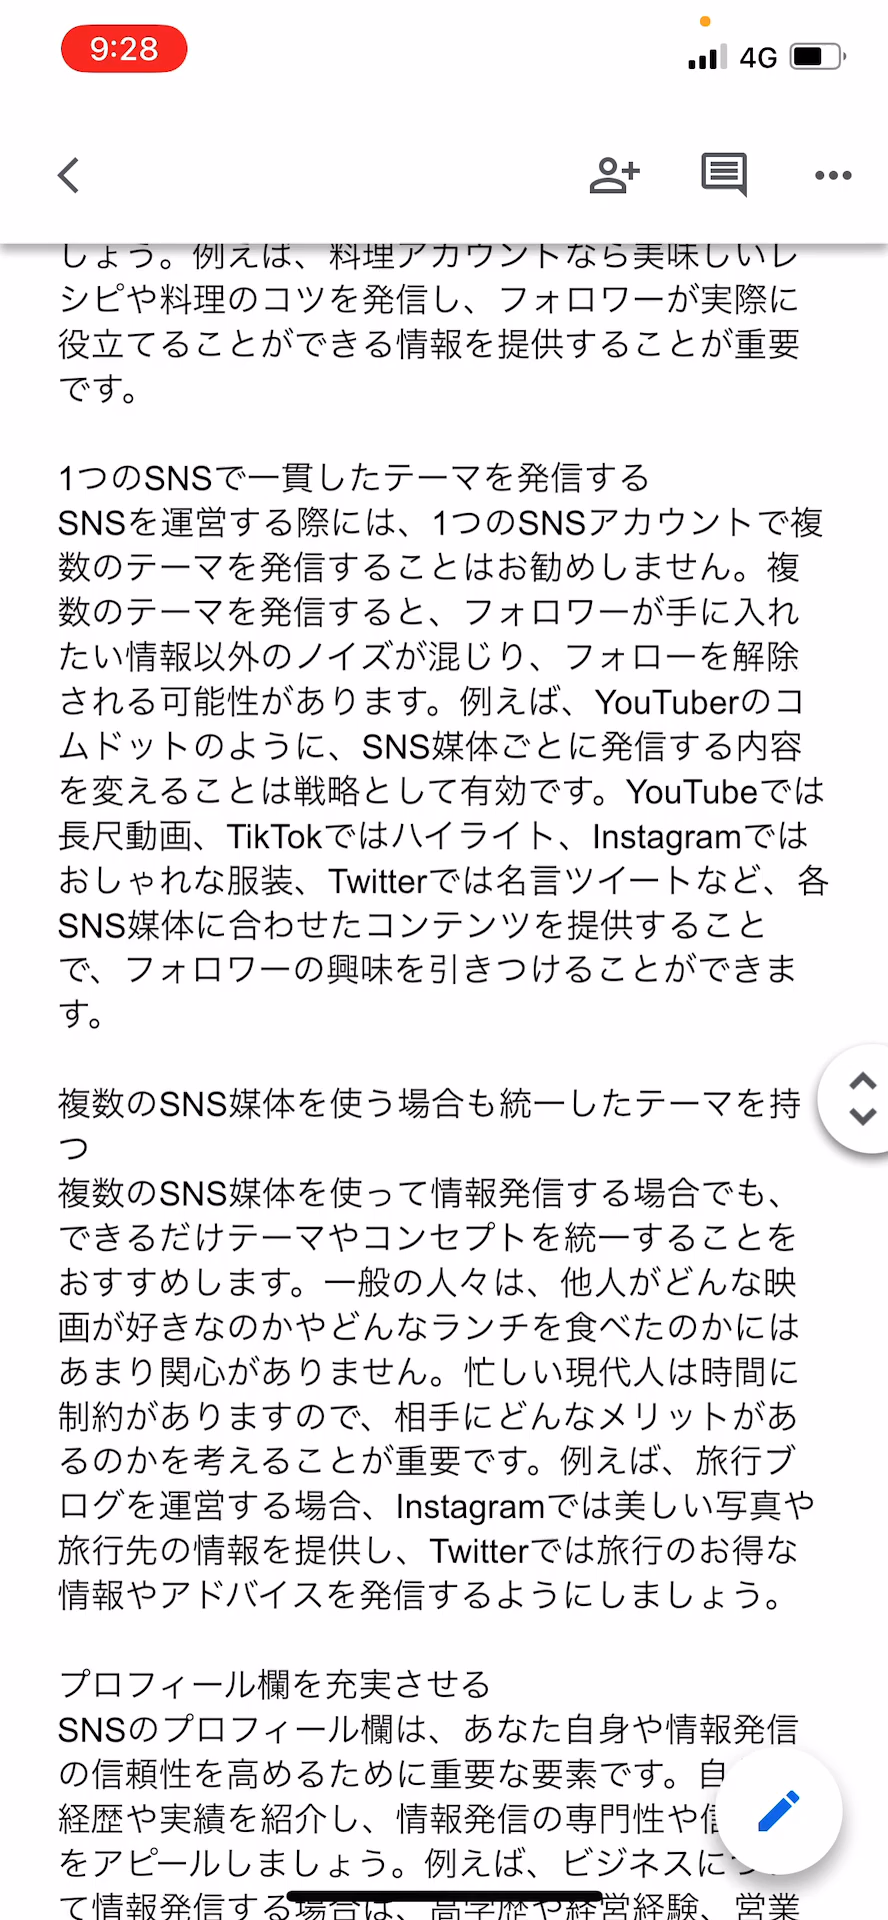 9:28
4G
しょう。例えば、料理アカウントなら美味しいレ
シピや料理のコツを発信し、フォロワーが実際に
役立てることができる情報を提供することが重要
です。
1つのSNSで一貫したテーマを発信する
SNSを運営する際には、1つのSNSアカウントで複
数のテーマを発信することはお勧めしません。複
数のテーマを発信すると、フォロワーが手に入れ
たい情報以外のノイズが混じり、フォローを解除
される可能性があります。例えば、YouTuberのコ
ムドットのように、SNS媒体ごとに発信する内容
を変えることは戦略として有効です。YouTubeでは
長尺動画、TikTokではハイライト、Instagramでは
おしゃれな服装、Twitterでは名言ツイートなど、各
SNS媒体に合わせたコンテンツを提供すること
で、フォロワーの興味を引きつけることができま
す。
複数のSNS媒体を使う場合も統一したテーマを持
つ
複数のSNS媒体を使って情報発信する場合でも、
できるだけテーマやコンセプトを統一することを
おすすめします。一般の人々は、他人がどんな映
画が好きなのかやどんなランチを食べたのかには
あまり関心がありません。忙しい現代人は時間に
制約がありますので、相手にどんなメリットがあ
るのかを考えることが重要です。例えば、旅行ブ
ログを運営する場合、Instagramでは美しい写真や
旅行先の情報を提供し、Twitterでは旅行のお得な
情報やアドバイスを発信するようにしましょう。
プロフィール欄を充実させる
SNSのプロフィール欄は、あなた自身や情報発信
の信頼性を高めるために重要な要素です。自
経歴や実績を紹介し、情報発信の専門性や信
をアピールしましょう。例えば、ビジネスにつ
て情報発信する場合は、高学歴や経営経験、営業